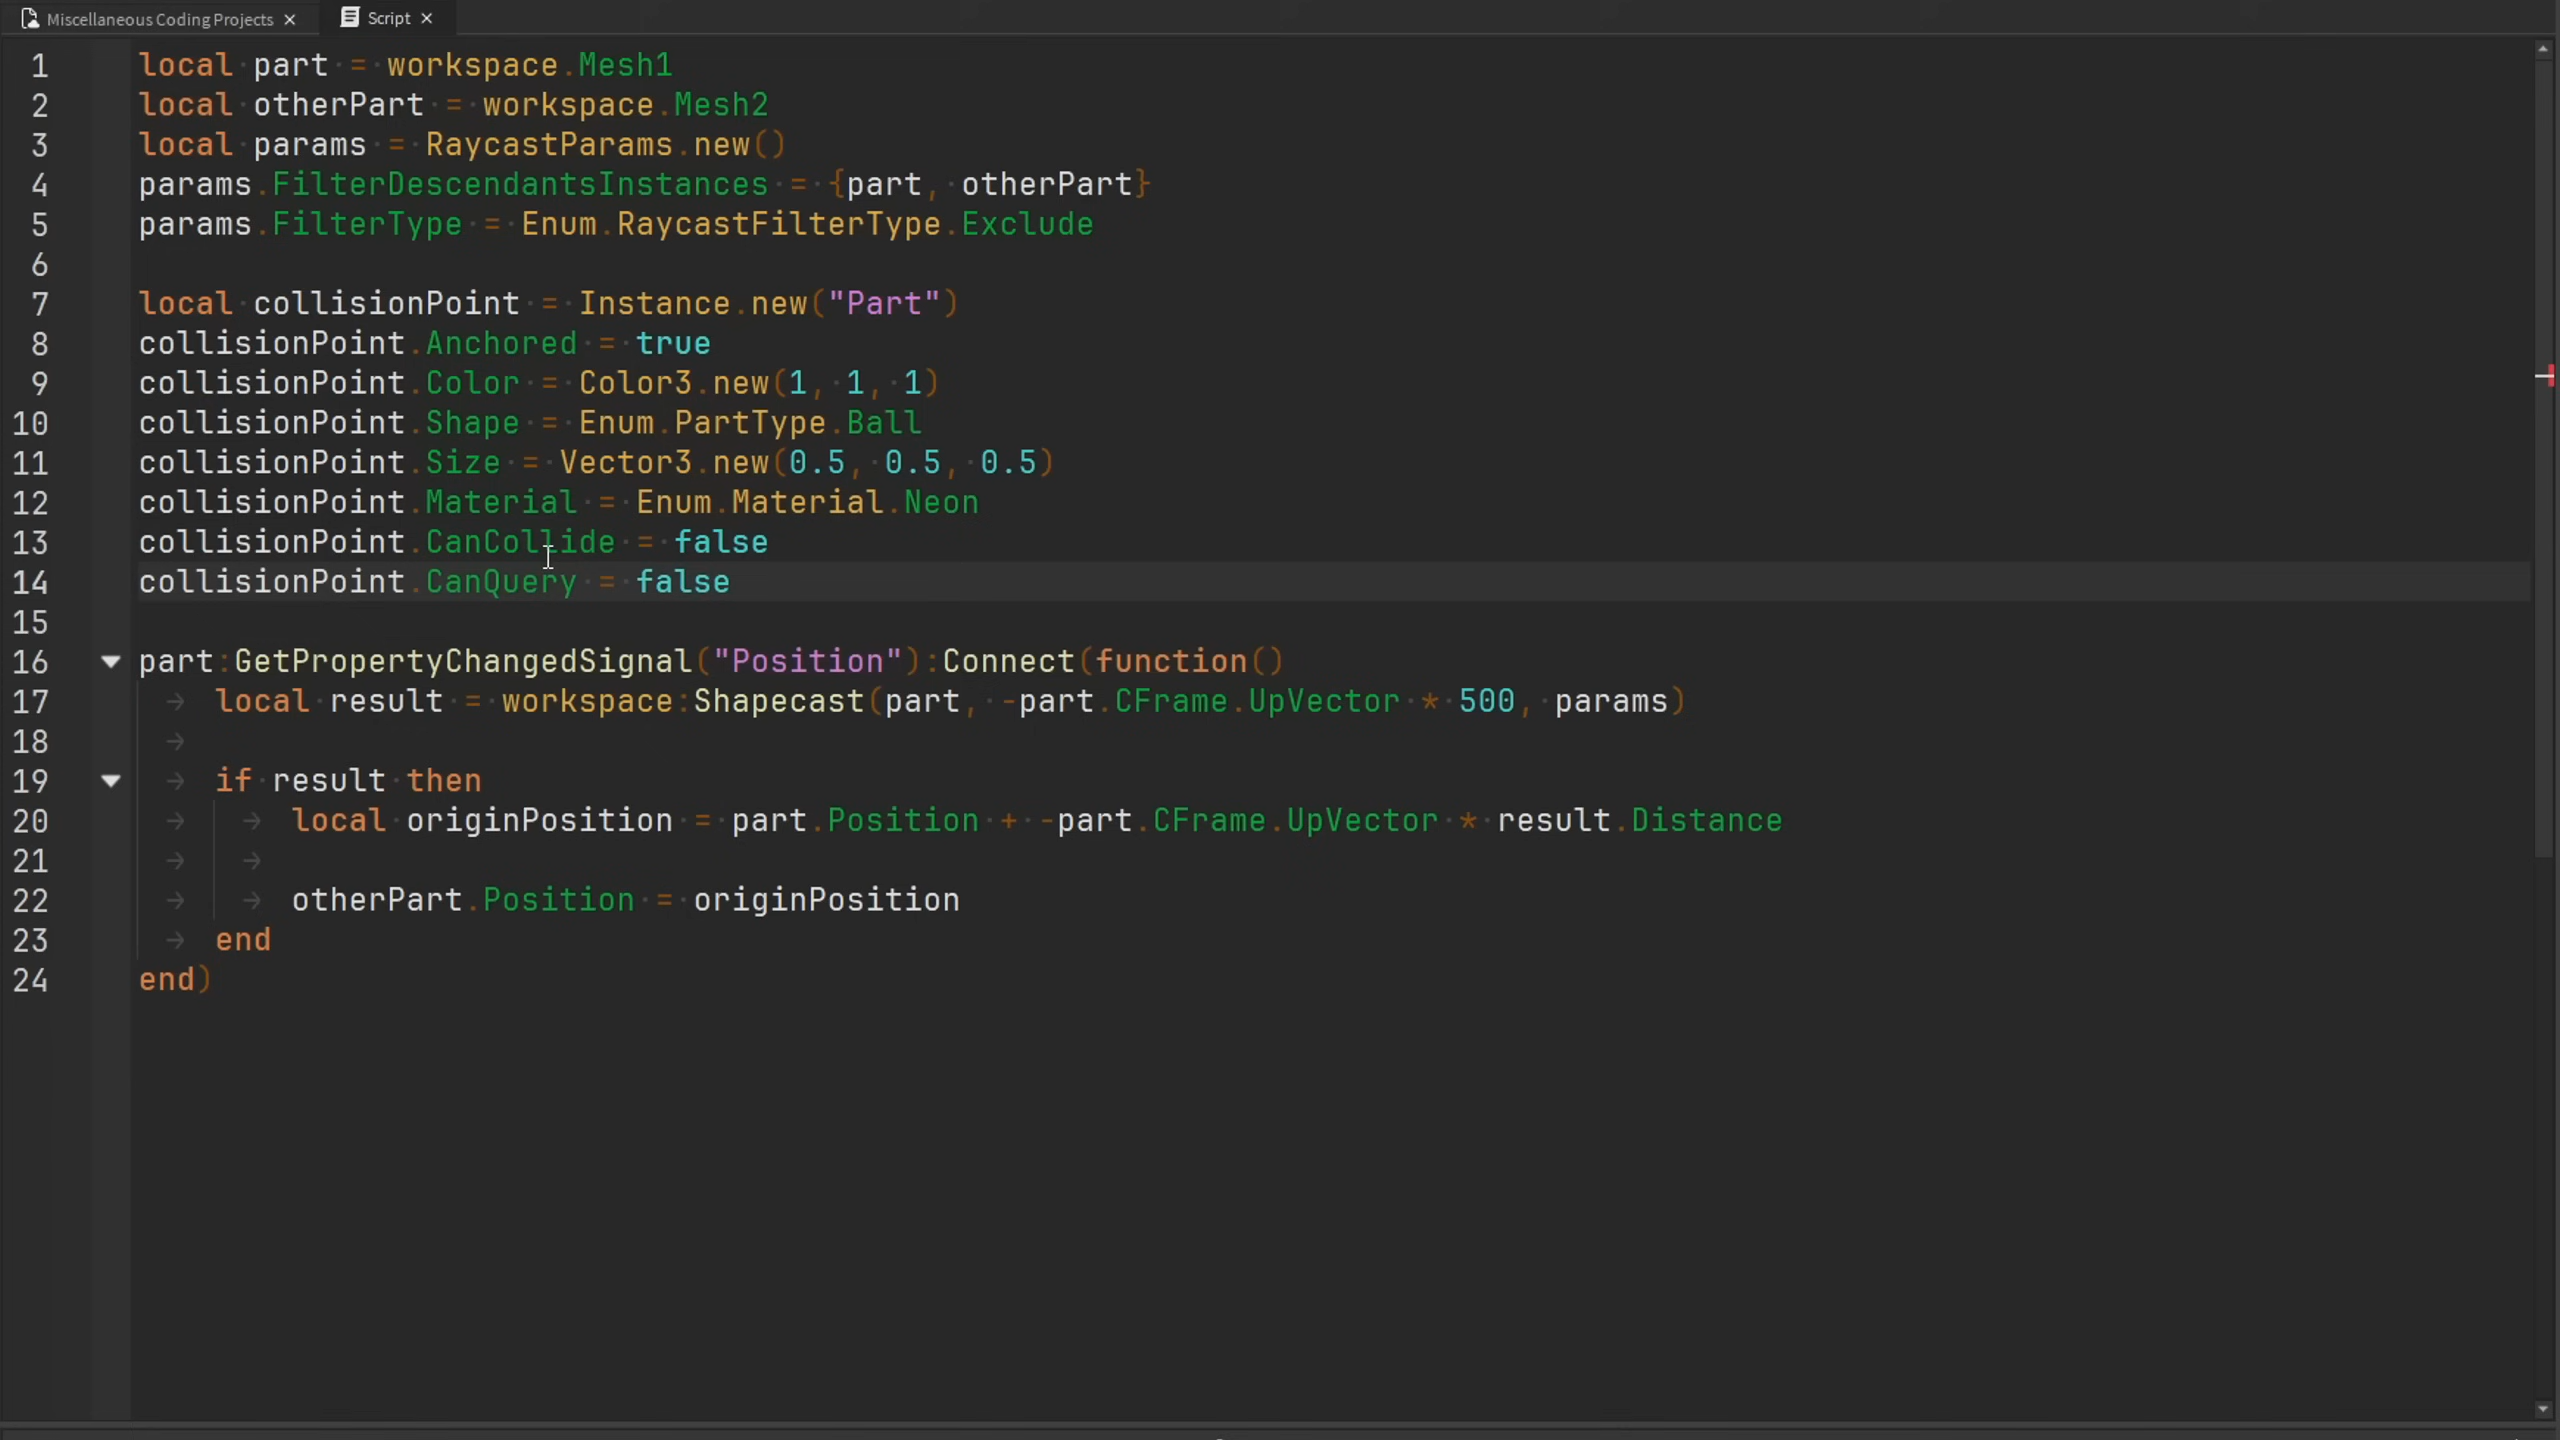 Miscellaneous Coding Projects × Script ×
1 local part = workspace.Mesh1
2 local otherPart = workspace.Mesh2
3 local params = RaycastParams.new()
4 params.FilterDescendantsInstances = {part, otherPart}
5 params.FilterType = Enum.RaycastFilterType.Exclude
6
7 local collisionPoint = Instance.new("Part")
8 collisionPoint.Anchored = true
9 collisionPoint.Color = Color3.new(1, 1, 1)
10 collisionPoint.Shape = Enum.PartType.Ball
11 collisionPoint.Size = Vector3.new(0.5, 0.5, 0.5)
12 collisionPoint.Material = Enum.Material.Neon
13 collisionPoint.CanCollide = false
14 collisionPoint.CanQuery = false
15
16 part:GetPropertyChangedSignal("Position"):Connect(function()
17 local result = workspace:Shapecast(part, -part.CFrame.UpVector * 500, params)
18
19 if result then
20 local originPosition = part.Position + -part.CFrame.UpVector * result.Distance
21
22 otherPart.Position = originPosition
23 end
24 end)